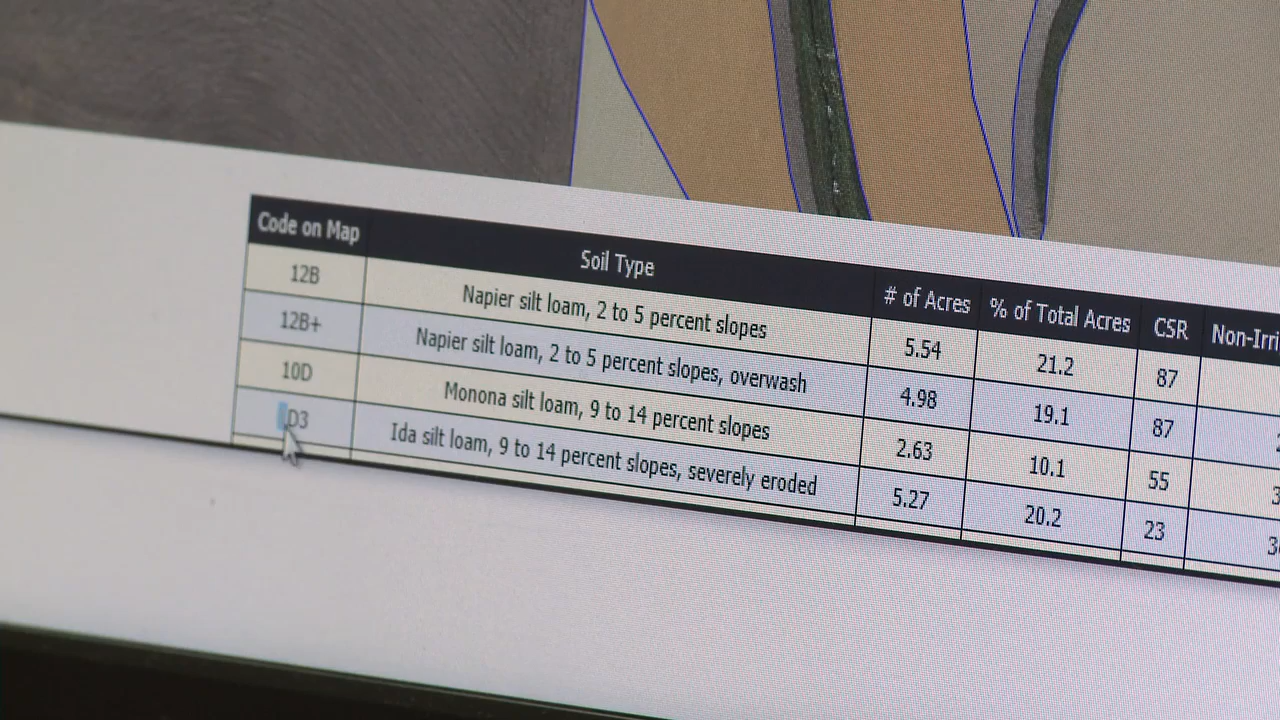 Code on Map Soil Type # of Acres % of Total Acres CSR Non-Irri
12B Napier silt loam, 2 to 5 percent slopes 5.54 21.2 87
12B+ Napier silt loam, 2 to 5 percent slopes, overwash 4.98 19.1 87
10D Monona silt loam, 9 to 14 percent slopes 2.63 10.1 55 3
D3 Ida silt loam, 9 to 14 percent slopes, severely eroded 5.27 20.2 23